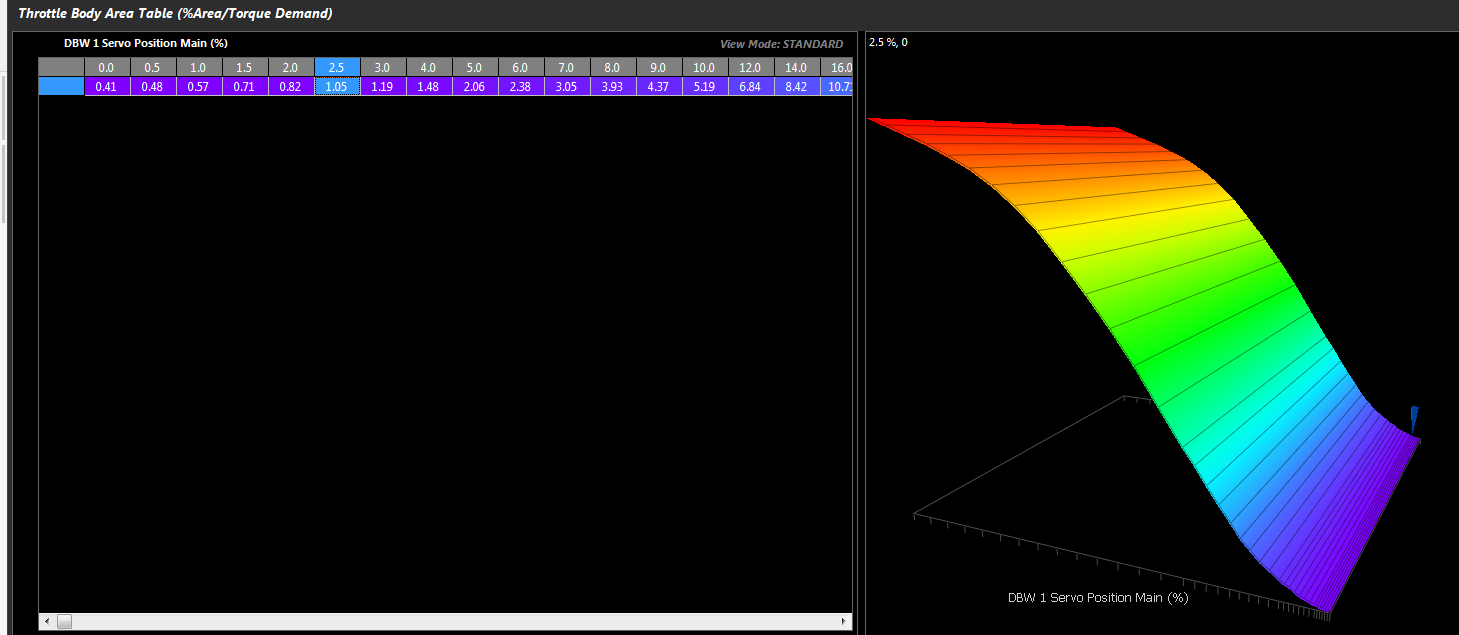 Throttle Body Area Table (%Area/Torque Demand)
DBW 1 Servo Position Main (%)
View Mode: STANDARD
2.5 %, 0
0.0 0.5 1.0 1.5 2.0 2.5 3.0 4.0 5.0 6.0 7.0 8.0 9.0 10.0 12.0 14.0 16.0
0.41 0.48 0.57 0.71 0.82 1.05 1.19 1.48 2.06 2.38 3.05 3.93 4.37 5.19 6.84 8.42
DBW 1 Servo Position Main (%)